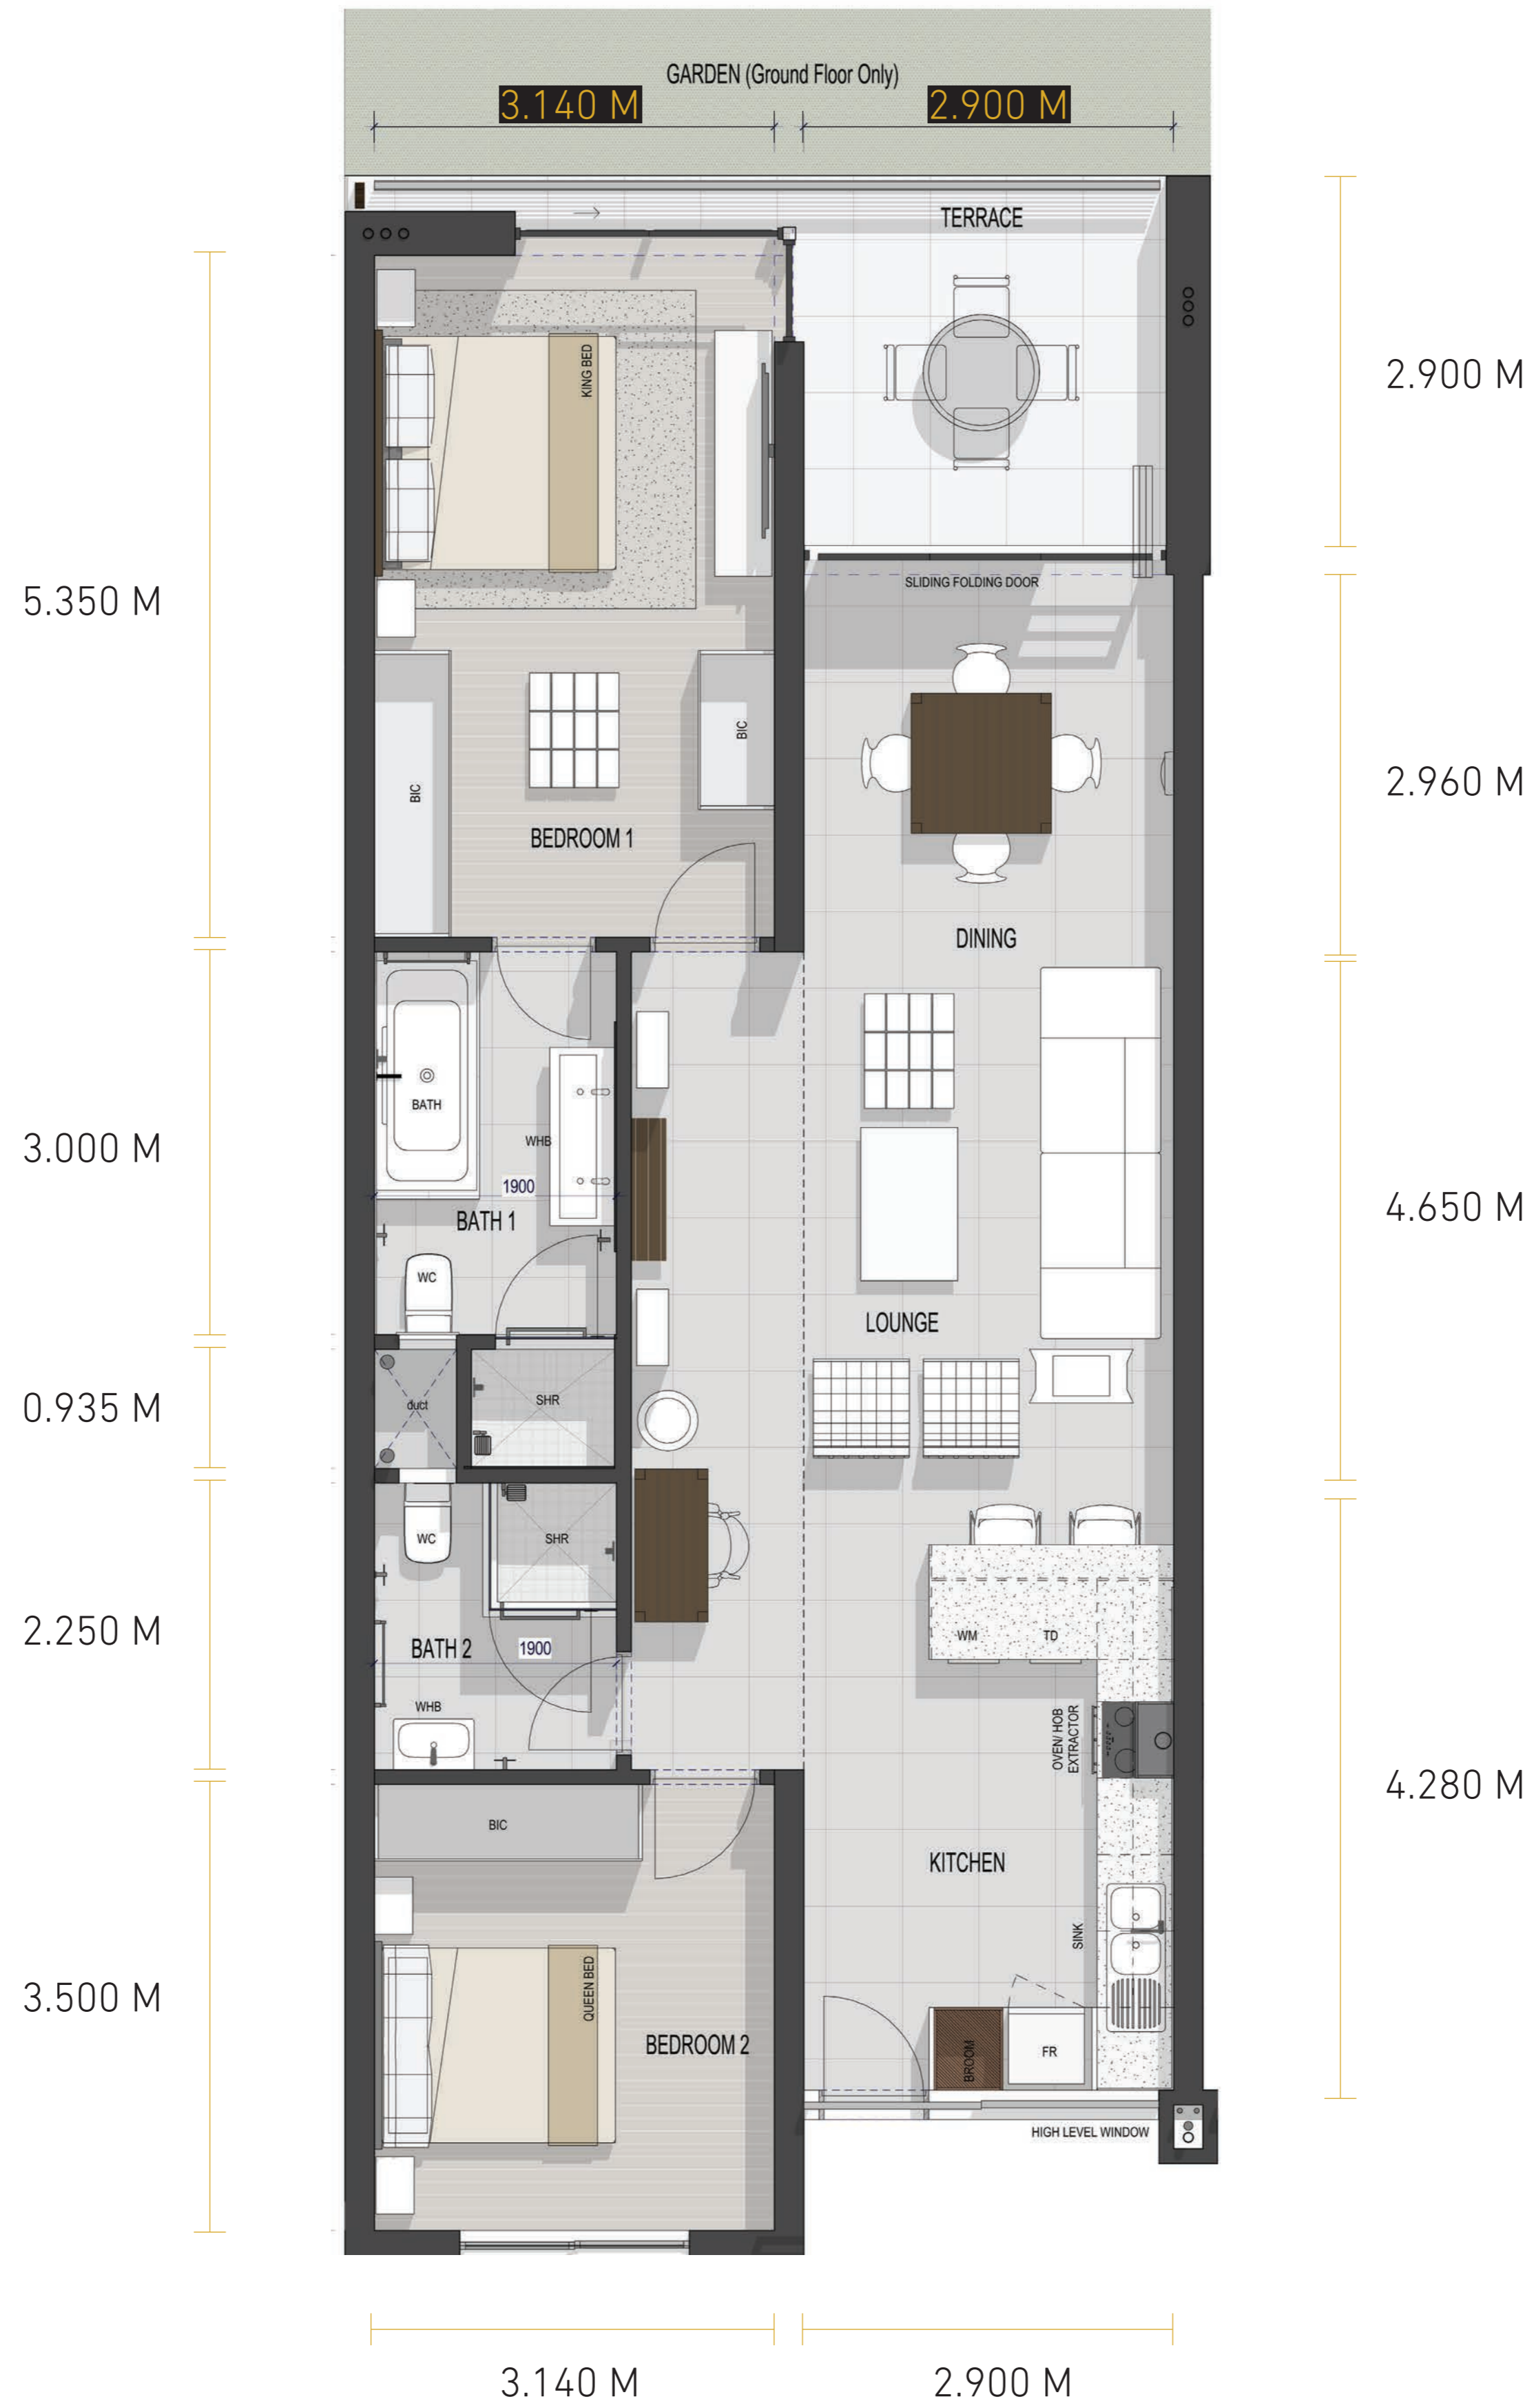 GARDEN (Ground Floor Only)
3.140 M
2.900 M
TERRACE
KING BED
2.900 M
SLIDING FOLDING DOOR
5.350 M
BIC
BIC
2.960 M
BEDROOM 1
DINING
BATH
WHB
3.000 M
1900
BATH 1
4.650 M
WC
LOUNGE
duct
SHR
0.935 M
WC
SHR
2.250 M
BATH 2
1900
WM
TD
WHB
OVEN/ HOB
EXTRACTOR
4.280 M
BIC
KITCHEN
SINK
QUEEN BED
3.500 M
BEDROOM 2
BROOM
FR
HIGH LEVEL WINDOW
3.140 M
2.900 M